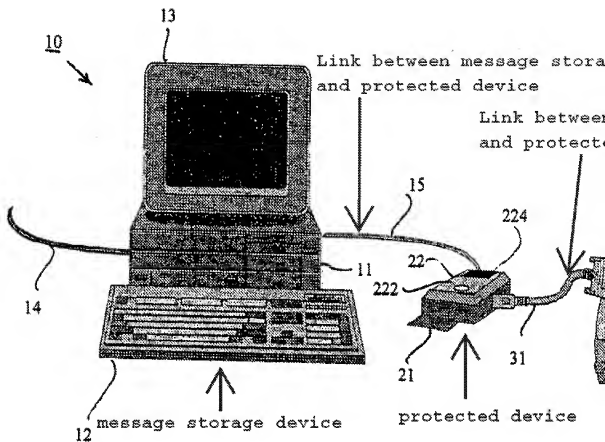 13
10
Link between message stora
and protected device
Link between
and protecte
15
224
22
222
11
14
21
31
12
message storage device
protected device